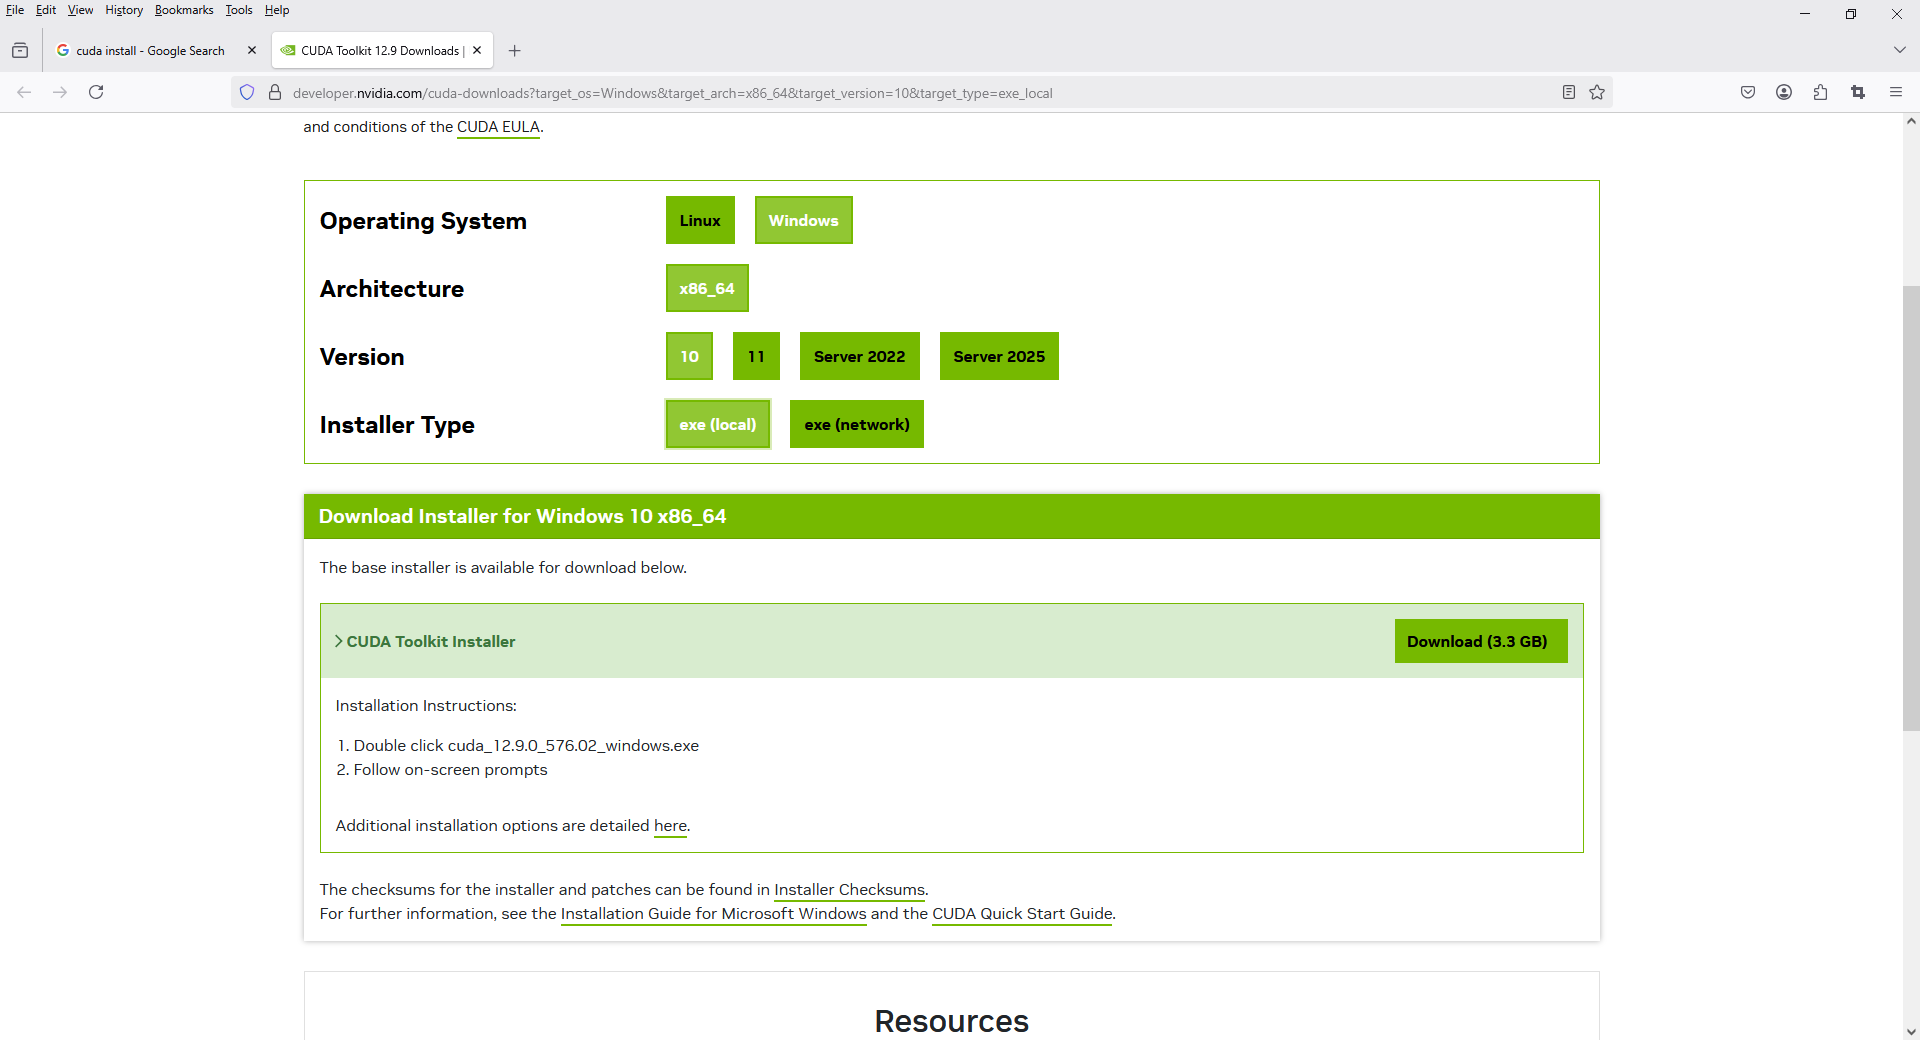 File Edit View History Bookmarks Tools Help
cuda install - Google Search
CUDA Toolkit 12.9 Downloads |
developer.nvidia.com/cuda-downloads?target_os=Windows&target_arch=x86_64&target_version=10&target_type=exe_local
and conditions of the CUDA EULA.
Operating System Linux Windows
Architecture x86_64
Version 10 11 Server 2022 Server 2025
Installer Type exe (local) exe (network)
Download Installer for Windows 10 x86_64
The base installer is available for download below.
CUDA Toolkit Installer Download (3.3 GB)
Installation Instructions:
1. Double click cuda_12.9.0_576.02_windows.exe
2. Follow on-screen prompts
Additional installation options are detailed here.
The checksums for the installer and patches can be found in Installer Checksums.
For further information, see the Installation Guide for Microsoft Windows and the CUDA Quick Start Guide.
Resources